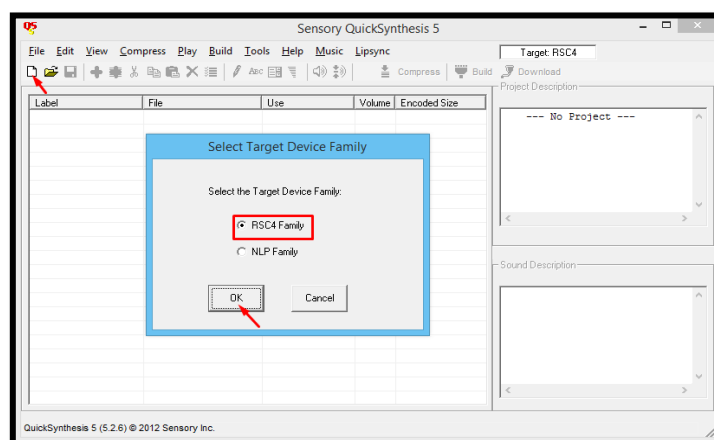 QS
Sensory QuickSynthesis 5
File Edit View Compress Play Build Tools Help Music Lipsync
Target: RSC4
ABC Compress Build Download
Project Description
Label File Use Volume Encoded Size
--- No Project ---
Select Target Device Family
Select the Target Device Family:
RSC4 Family
NLP Family
OK Cancel
Sound Description
QuickSynthesis 5 (5.2.6) © 2012 Sensory Inc.